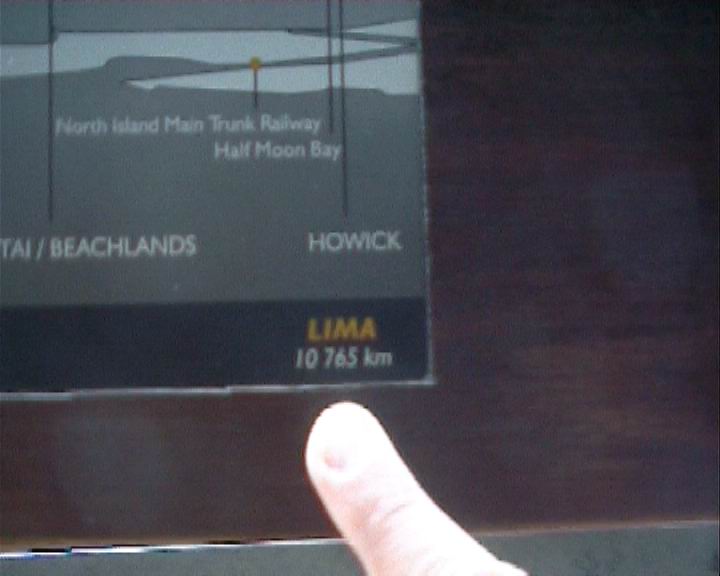 North Island Main Trunk Railway
Half Moon Bay
TAI / BEACHLANDS HOWICK
LIMA
10 765 km